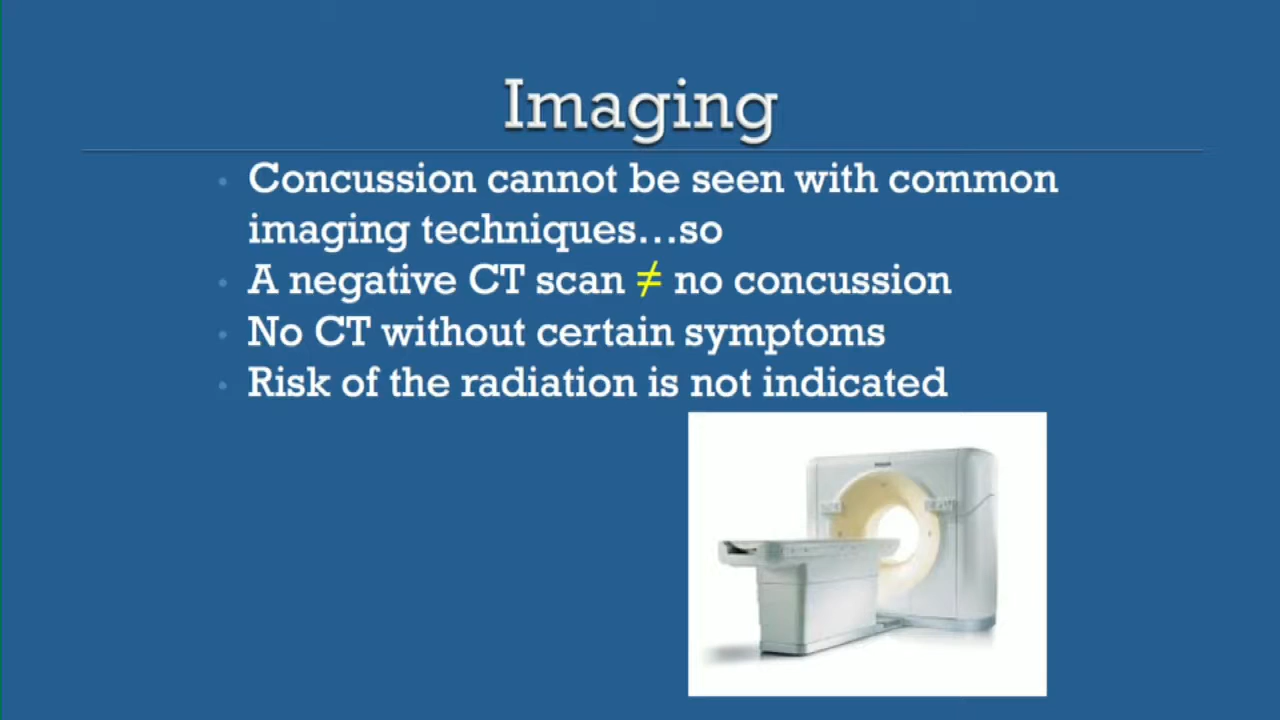 Imaging
Concussion cannot be seen with common
imaging techniques...so
A negative CT scan ≠ no concussion
No CT without certain symptoms
Risk of the radiation is not indicated